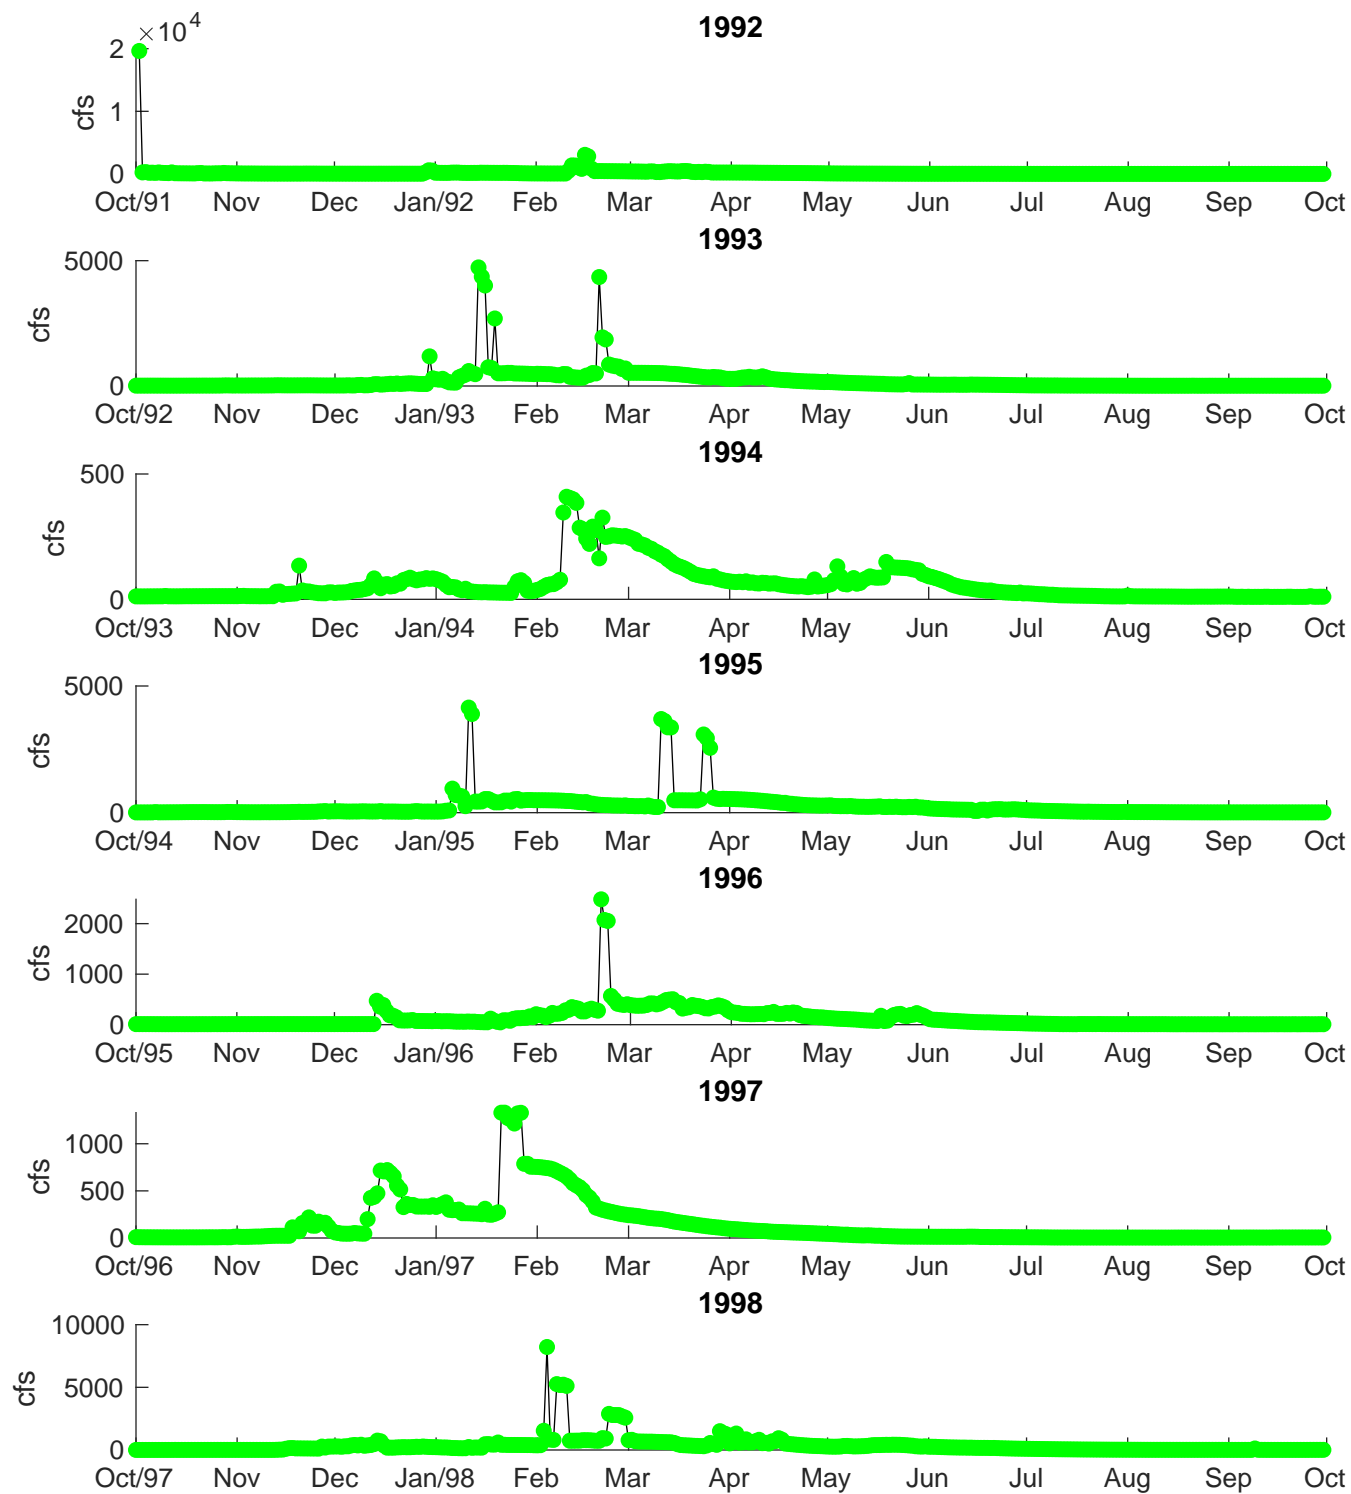 1992
×10^4
2
1
0
cfs
Oct/91 Nov Dec Jan/92 Feb Mar Apr May Jun Jul Aug Sep Oct
1993
5000
0
cfs
Oct/92 Nov Dec Jan/93 Feb Mar Apr May Jun Jul Aug Sep Oct
1994
500
0
cfs
Oct/93 Nov Dec Jan/94 Feb Mar Apr May Jun Jul Aug Sep Oct
1995
5000
0
cfs
Oct/94 Nov Dec Jan/95 Feb Mar Apr May Jun Jul Aug Sep Oct
1996
2000
1000
0
cfs
Oct/95 Nov Dec Jan/96 Feb Mar Apr May Jun Jul Aug Sep Oct
1997
1000
500
0
cfs
Oct/96 Nov Dec Jan/97 Feb Mar Apr May Jun Jul Aug Sep Oct
1998
10000
5000
0
cfs
Oct/97 Nov Dec Jan/98 Feb Mar Apr May Jun Jul Aug Sep Oct